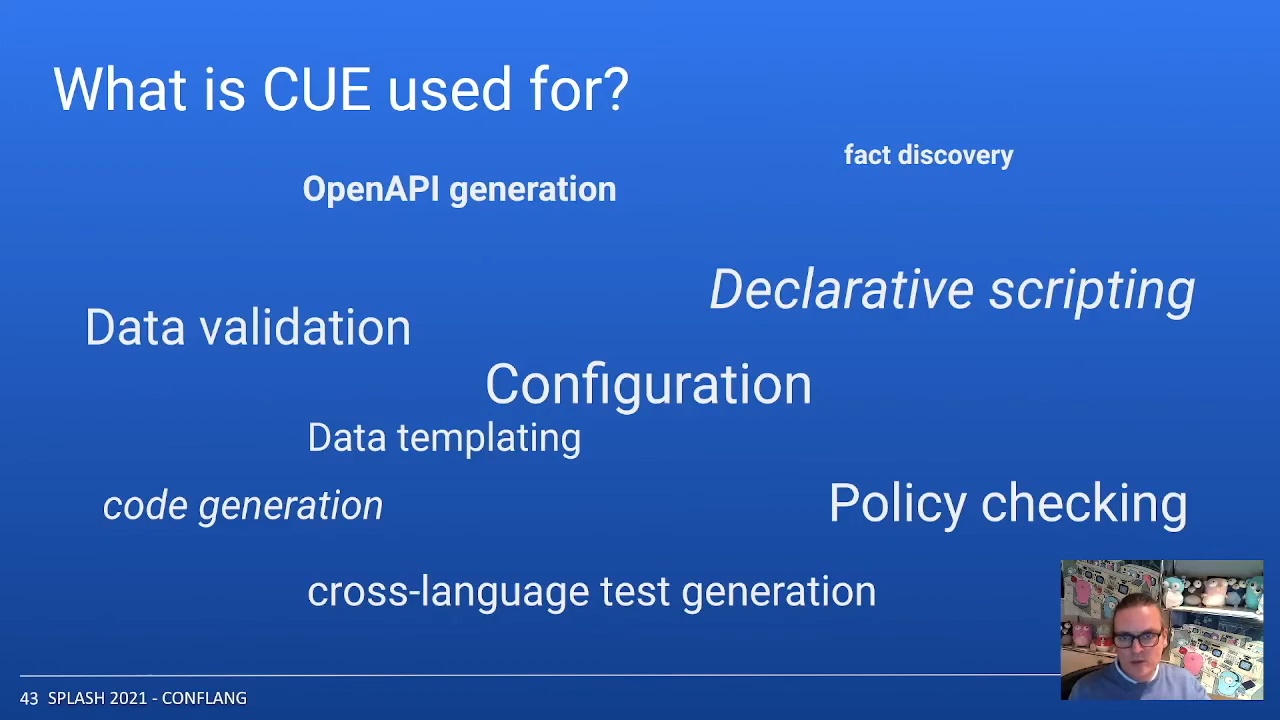 What is CUE used for?
fact discovery
OpenAPI generation
Declarative scripting
Data validation
Configuration
Data templating
code generation
Policy checking
cross-language test generation
43 SPLASH 2021 - CONFLANG